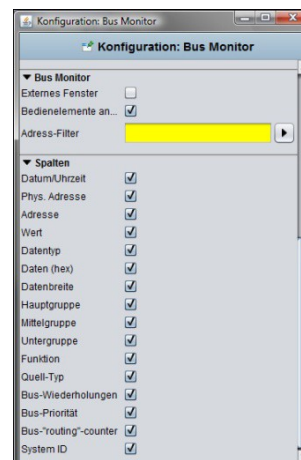 Konfiguration: Bus Monitor
Konfiguration: Bus Monitor
Bus Monitor
Externes Fenster
Bedienelemente an...
Adress-Filter
Spalten
Datum/Uhrzeit
Phys. Adresse
Adresse
Wert
Datentyp
Daten (hex)
Datenbreite
Hauptgruppe
Mittelgruppe
Untergruppe
Funktion
Quell-Typ
Bus-Wiederholungen
Bus-Priorität
Bus-"routing"-counter
System ID